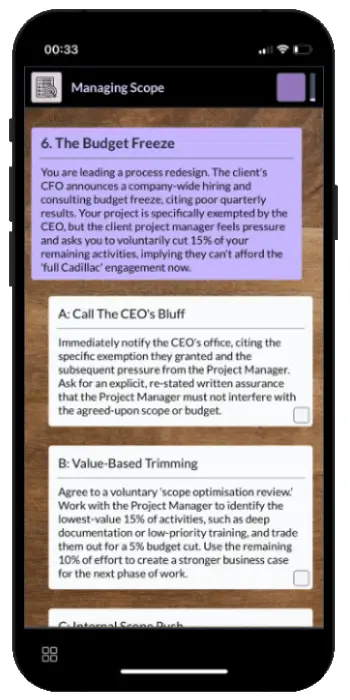 00:33
Managing Scope
6. The Budget Freeze
You are leading a process redesign. The client's
CFO announces a company-wide hiring and
consulting budget freeze, citing poor quarterly
results. Your project is specifically exempted by the
CEO, but the client project manager feels pressure
and asks you to voluntarily cut 15% of your
remaining activities, implying they can't afford the
'full Cadillac' engagement now.
A: Call The CEO's Bluff
Immediately notify the CEO's office, citing the
specific exemption they granted and the
subsequent pressure from the Project Manager.
Ask for an explicit, re-stated written assurance
that the Project Manager must not interfere with
the agreed-upon scope or budget.
B: Value-Based Trimming
Agree to a voluntary 'scope optimisation review.'
Work with the Project Manager to identify the
lowest-value 15% of activities, such as deep
documentation or low-priority training, and trade
them out for a 5% budget cut. Use the remaining
10% of effort to create a stronger business case
for the next phase of work.
C: Internal Scope Push